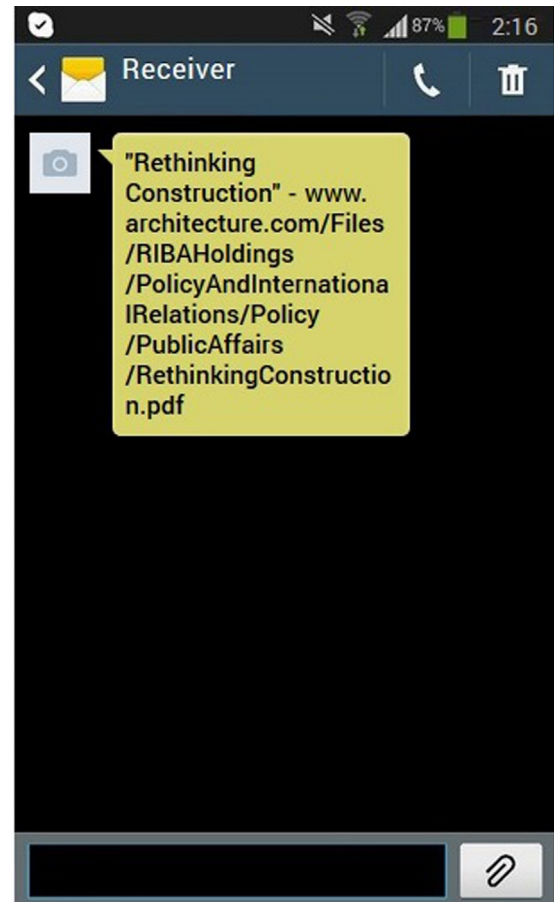 87% 2:16
Receiver
"Rethinking
Construction" - www.
architecture.com/Files
/RIBAHoldings
/PolicyAndInternationa
lRelations/Policy
/PublicAffairs
/RethinkingConstructio
n.pdf